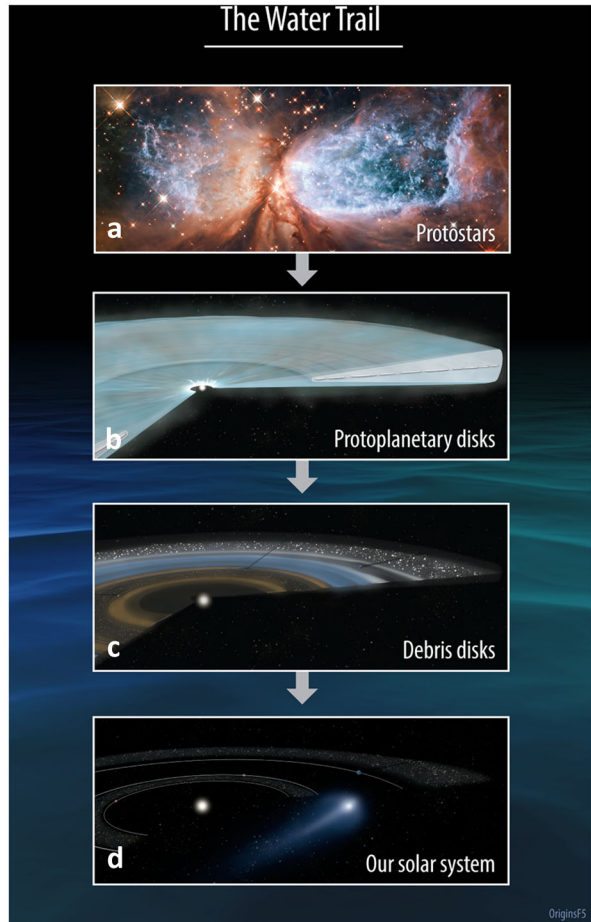 The Water Trail
a
Protostars
b
Protoplanetary disks
c
Debris disks
d
Our solar system
OriginsF5